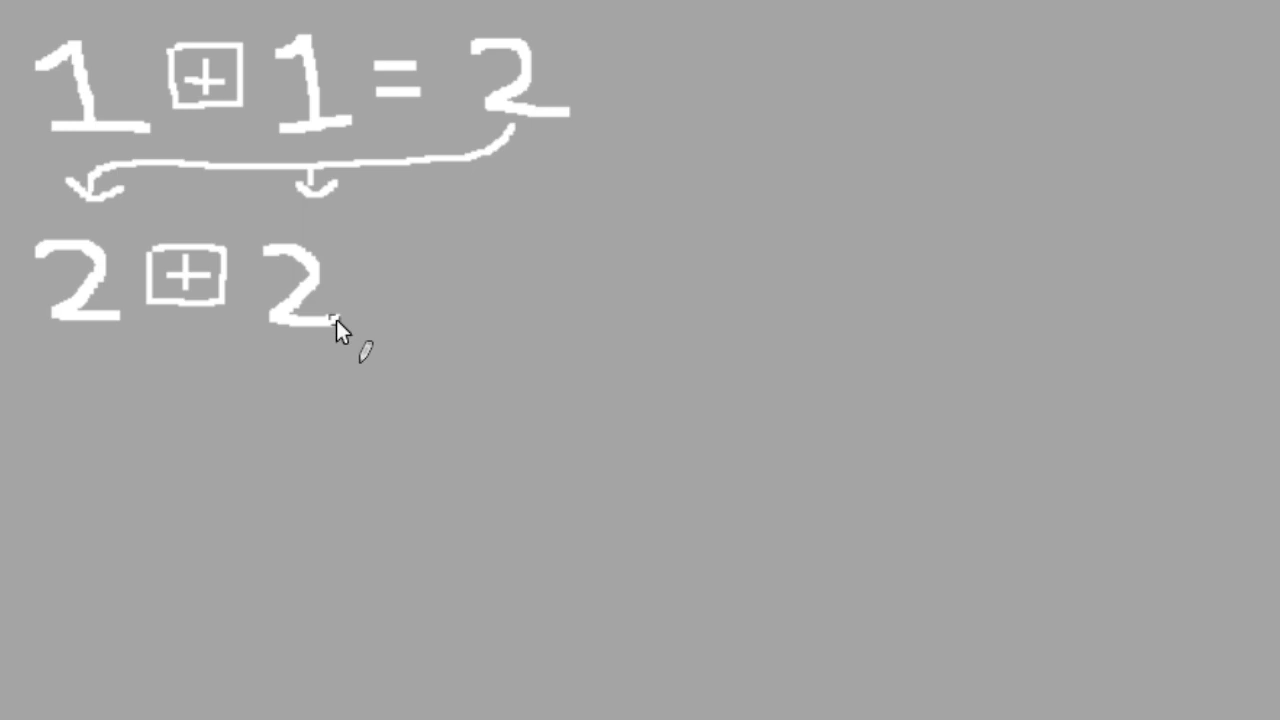 1 ⊞ 1 = 2
2 ⊞ 2